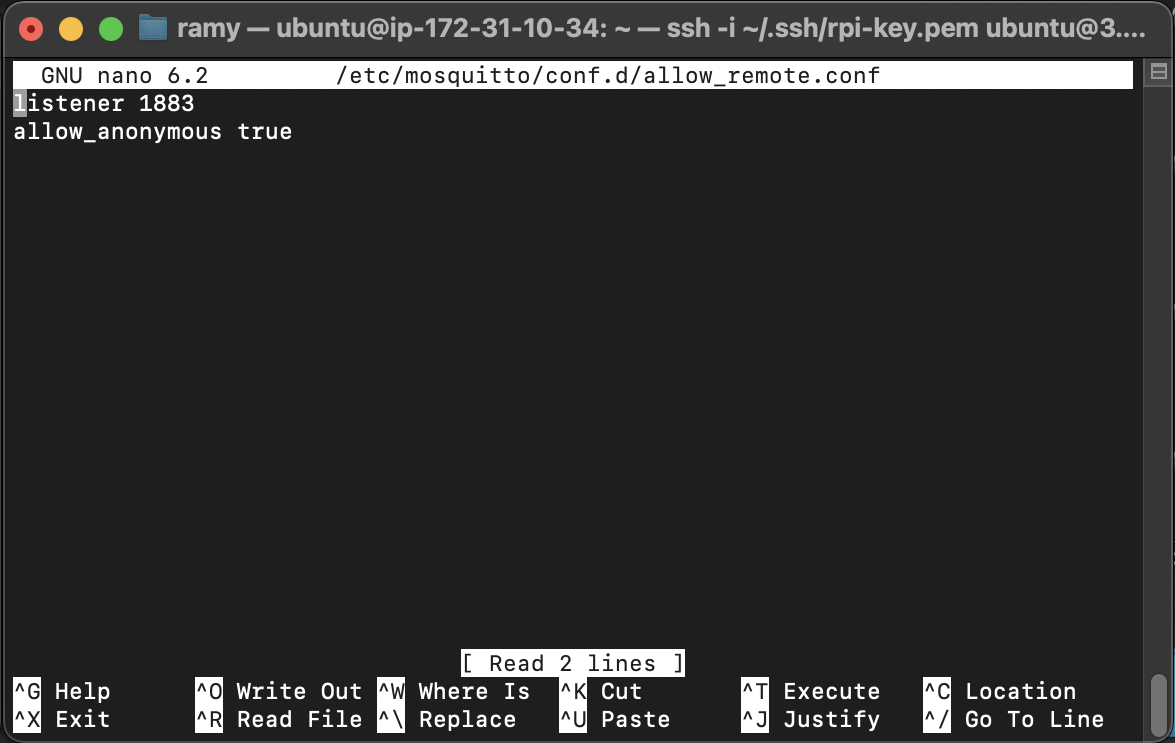 ramy — ubuntu@ip-172-31-10-34: ~ — ssh -i ~/.ssh/rpi-key.pem ubuntu@3....
GNU nano 6.2 /etc/mosquitto/conf.d/allow_remote.conf
listener 1883
allow_anonymous true
[ Read 2 lines ]
^G Help ^O Write Out ^W Where Is ^K Cut ^T Execute ^C Location
^X Exit ^R Read File ^\ Replace ^U Paste ^J Justify ^/ Go To Line